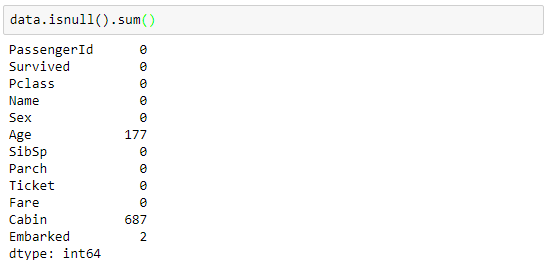 data.isnull().sum()
PassengerId 0
Survived 0
Pclass 0
Name 0
Sex 0
Age 177
SibSp 0
Parch 0
Ticket 0
Fare 0
Cabin 687
Embarked 2
dtype: int64